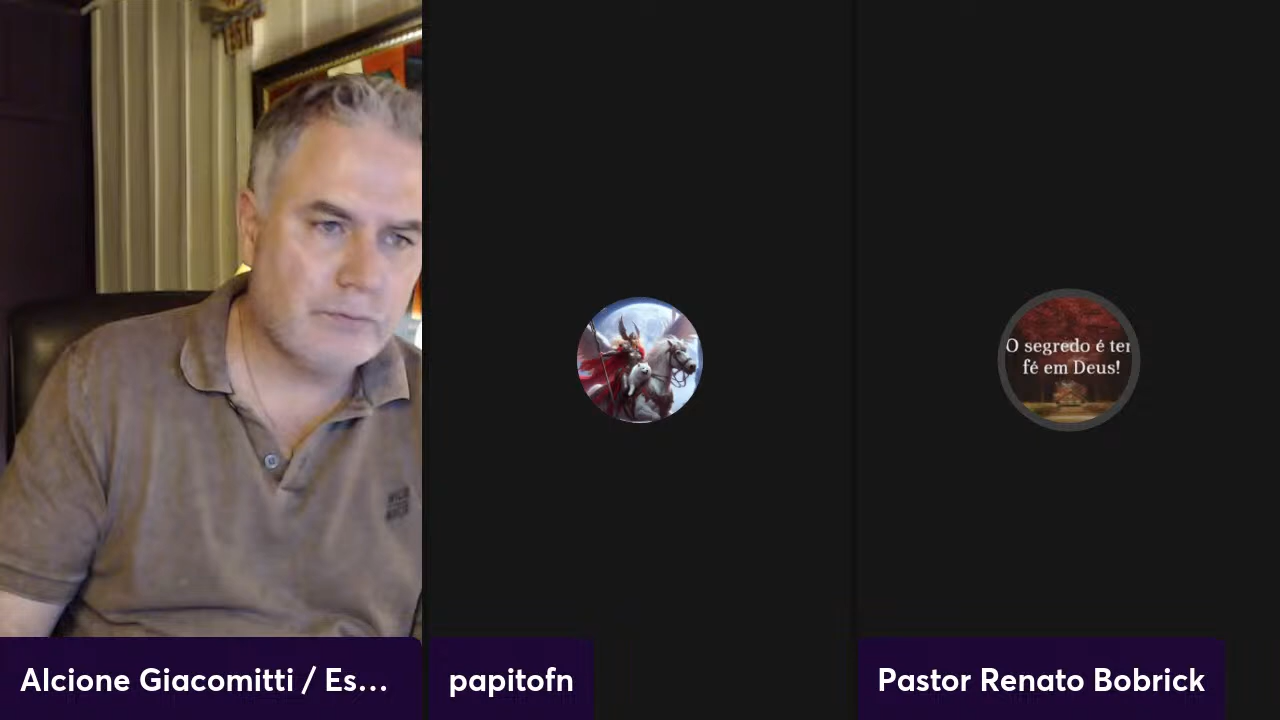 O segredo é ter
fé em Deus!
Alcione Giacomitti / Es...
papitofn
Pastor Renato Bobrick